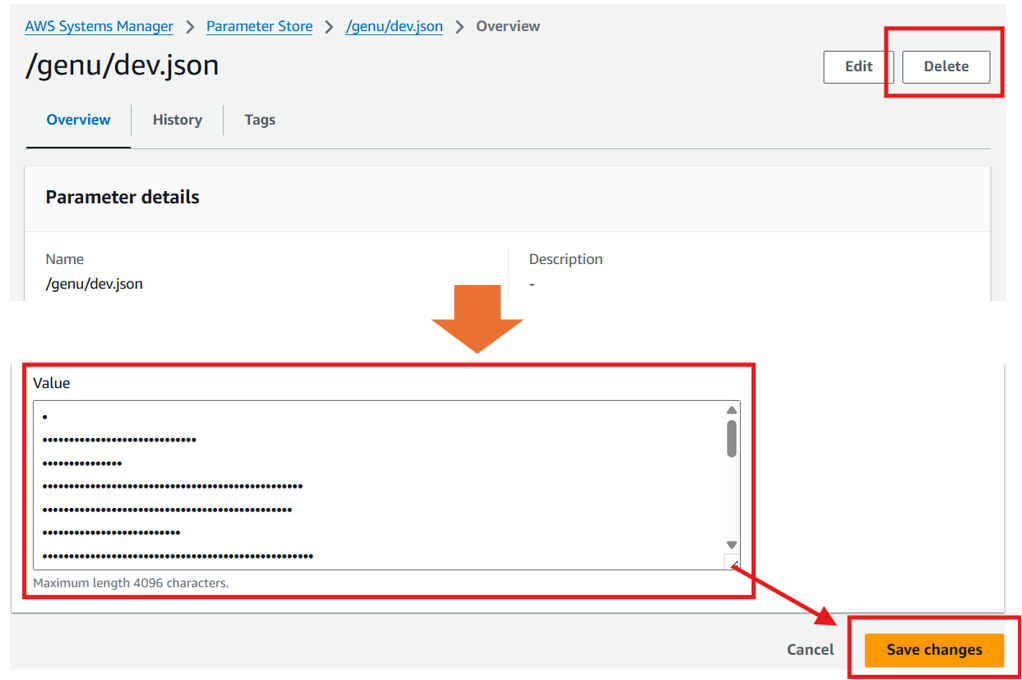 AWS Systems Manager > Parameter Store > /genu/dev.json > Overview
/genu/dev.json
Edit Delete
Overview History Tags
Parameter details
Name Description
/genu/dev.json -
Value
•
•••••••••••••••••••••••••••••
•••••••••••••••
•••••••••••••••••••••••••••••••••••••••••••••••••
•••••••••••••••••••••••••••••••••••••••••••••••
••••••••••••••••••••••••••
•••••••••••••••••••••••••••••••••••••••••••••••••••
Maximum length 4096 characters.
Cancel Save changes